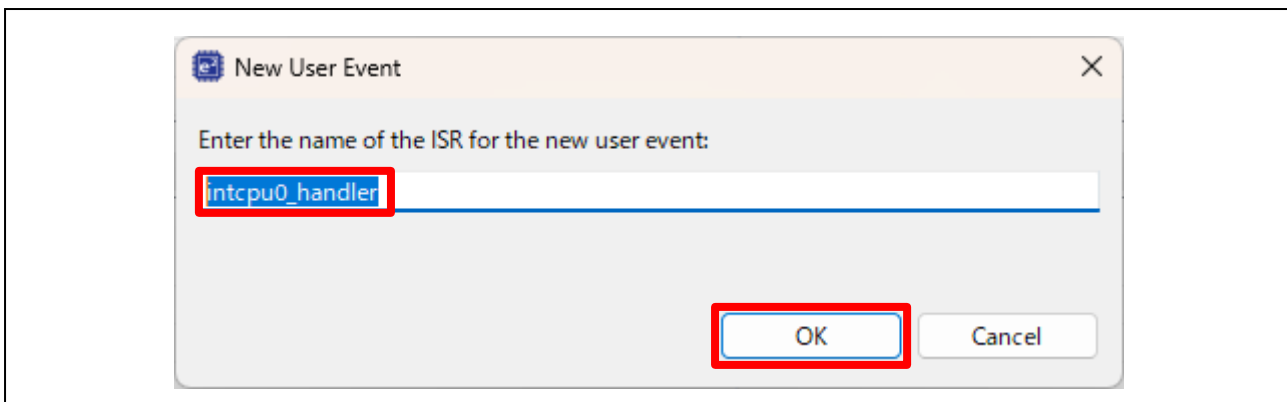 New User Event
Enter the name of the ISR for the new user event:
intcpu0_handler
OK Cancel